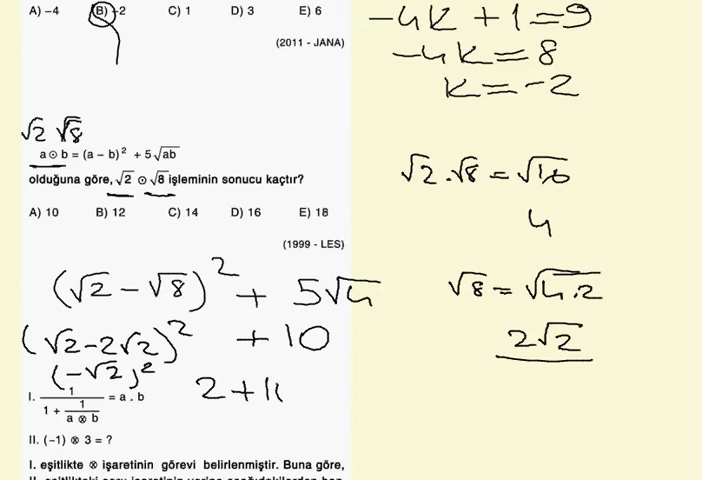 A) –4 B) –2 C) 1 D) 3 E) 6
(2011 - JANA)
-4k + 1 = 9
-4k = 8
k = -2
√2 √8
a ⊙ b = (a – b)² + 5√ab
olduğuna göre, √2 ⊙ √8 işleminin sonucu kaçtır?
A) 10 B) 12 C) 14 D) 16 E) 18
(1999 - LES)
√2 . √8 = √16
4
√8 = √4.2
2√2
(√2 - √8)² + 5√4
(√2 - 2√2)² + 10
(-√2)²
2 + 1
I. 1 / (1 + 1 / (a ⊗ b)) = a . b
II. (–1) ⊗ 3 = ?
I. eşitlikte ⊗ işaretinin görevi belirlenmiştir. Buna göre,